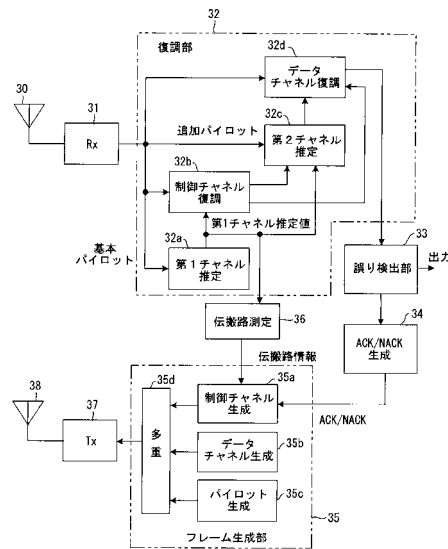 32
復調部
32d
データ
チャネル復調
30
31
Rx
追加パイロット
32c
第2チャネル
推定
32b
制御チャネル
復調
第1チャネル推定値
基本
パイロット
32a
第1チャネル
推定
33
誤り検出部
出力
伝搬路測定
36
34
ACK/NACK
生成
伝搬路情報
38
37
Tx
35d
多重
35a
制御チャネル
生成
ACK/NACK
データ
チャネル生成
35b
パイロット
生成
35c
35
フレーム生成部